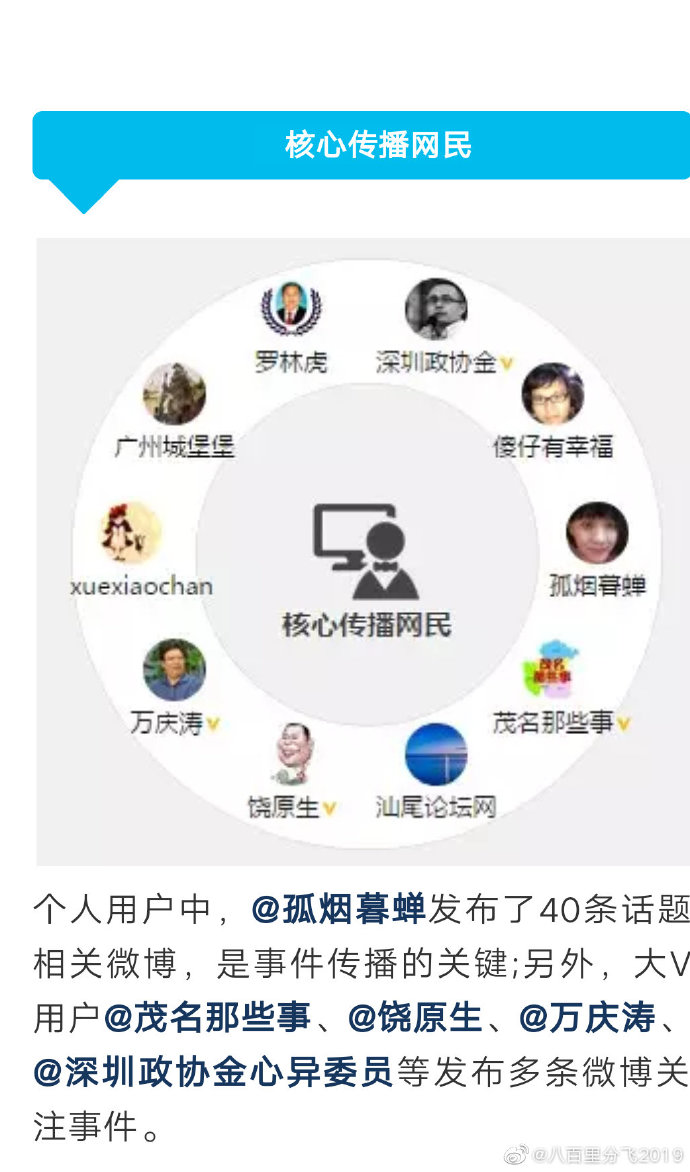 核心传播网民
罗林虎
深圳政协金
广州城堡堡
傻仔有幸福
xuexiaochan
孤烟暮蝉
核心传播网民
万庆涛
茂名
那些事
茂名那些事
饶原生
汕尾论坛网
个人用户中，@孤烟暮蝉发布了40条话题
相关微博，是事件传播的关键;另外，大V
用户@茂名那些事、@饶原生、@万庆涛、
@深圳政协金心异委员等发布多条微博关
注事件。
@八百里分飞2019